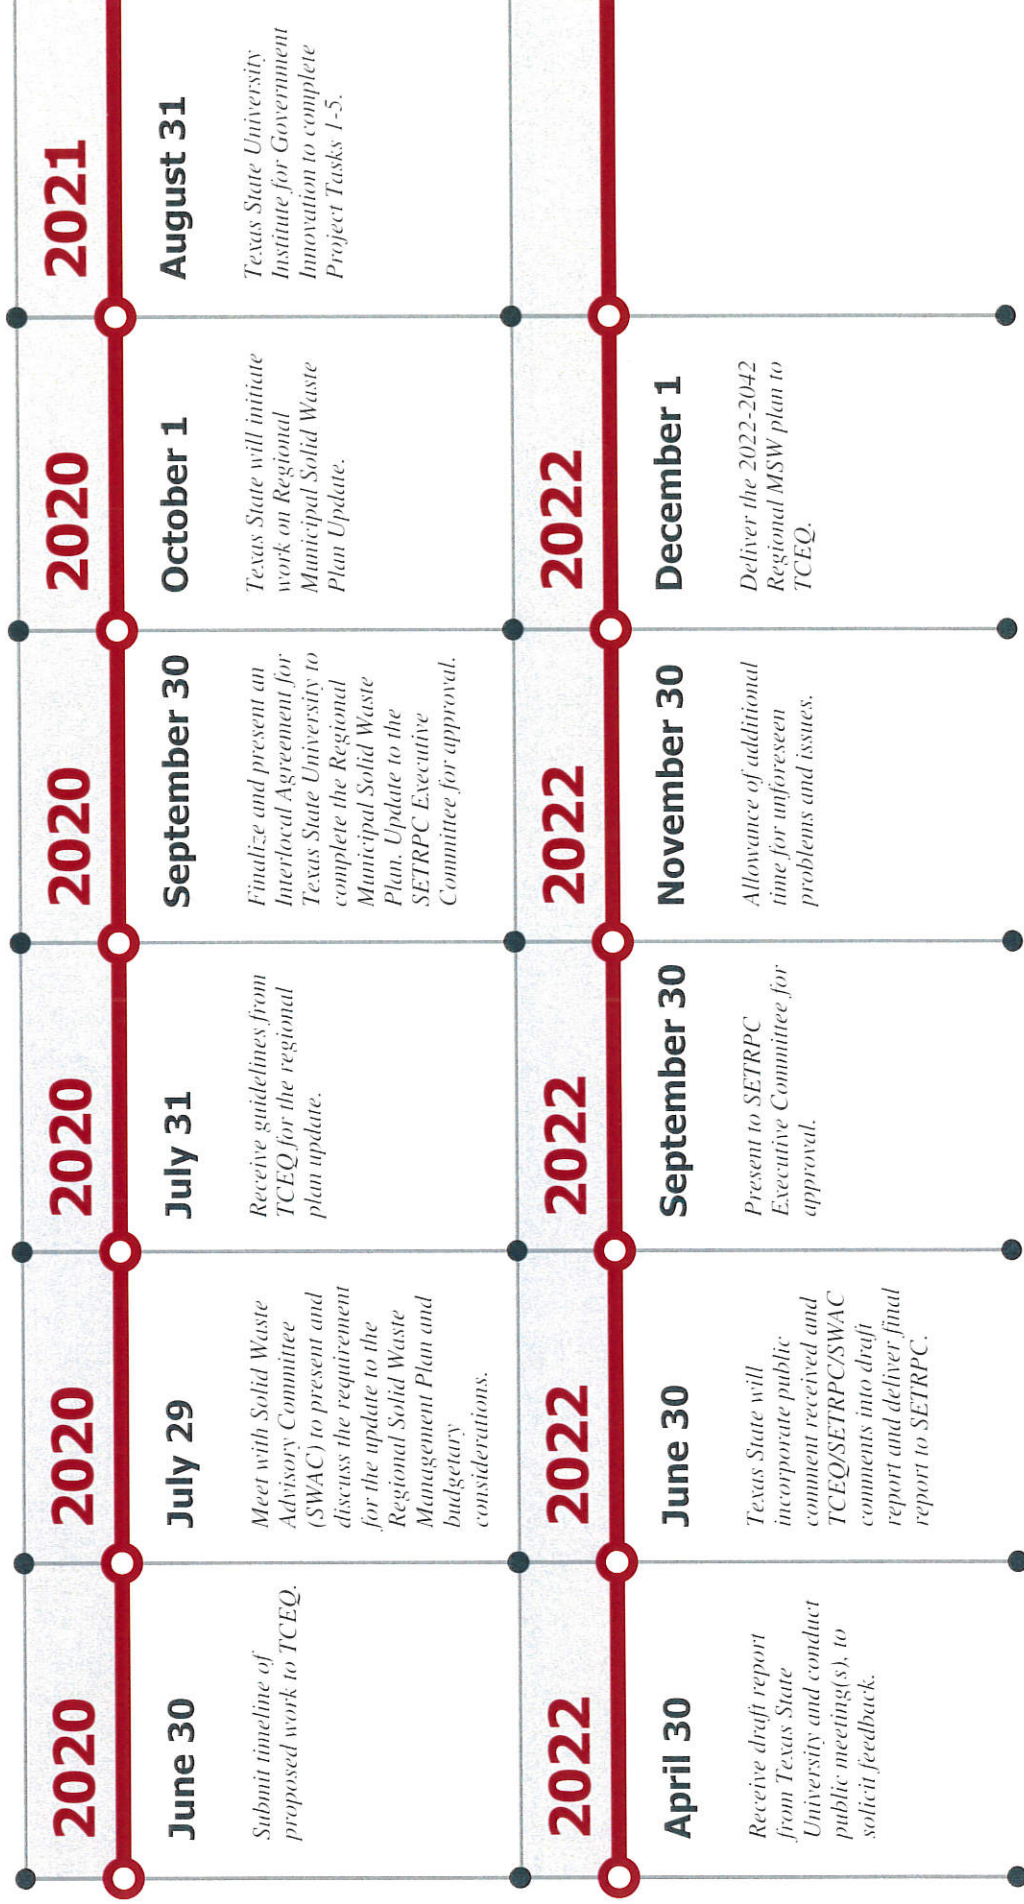 2020
June 30
Submit timeline of
proposed work to TCEQ.
2020
July 29
Meet with Solid Waste
Advisory Committee
(SWAC) to present and
discuss the requirement
for the update to the
Regional Solid Waste
Management Plan and
budgetary
considerations.
2020
July 31
Receive guidelines from
TCEQ for the regional
plan update.
2020
September 30
Finalize and present an
Interlocal Agreement for
Texas State University to
complete the Regional
Municipal Solid Waste
Plan. Update to the
SETRPC Executive
Committee for approval.
2020
October 1
Texas State will initiate
work on Regional
Municipal Solid Waste
Plan Update.
2021
August 31
Texas State University
Institute for Government
Innovation to complete
Project Tasks 1-5.
2022
April 30
Receive draft report
from Texas State
University and conduct
public meeting(s), to
solicit feedback.
2022
June 30
Texas State will
incorporate public
comment received and
TCEQ/SETRPC/SWAC
comments into draft
report and deliver final
report to SETRPC.
2022
September 30
Present to SETRPC
Executive Committee for
approval.
2022
November 30
Allowance of additional
time for unforeseen
problems and issues.
2022
December 1
Deliver the 2022-2042
Regional MSW plan to
TCEQ.